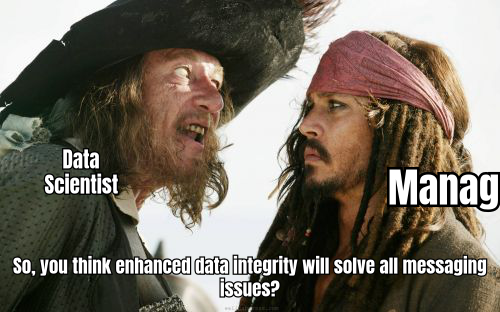 Data
Scientist
Manag
So, you think enhanced data integrity will solve all messaging
issues?